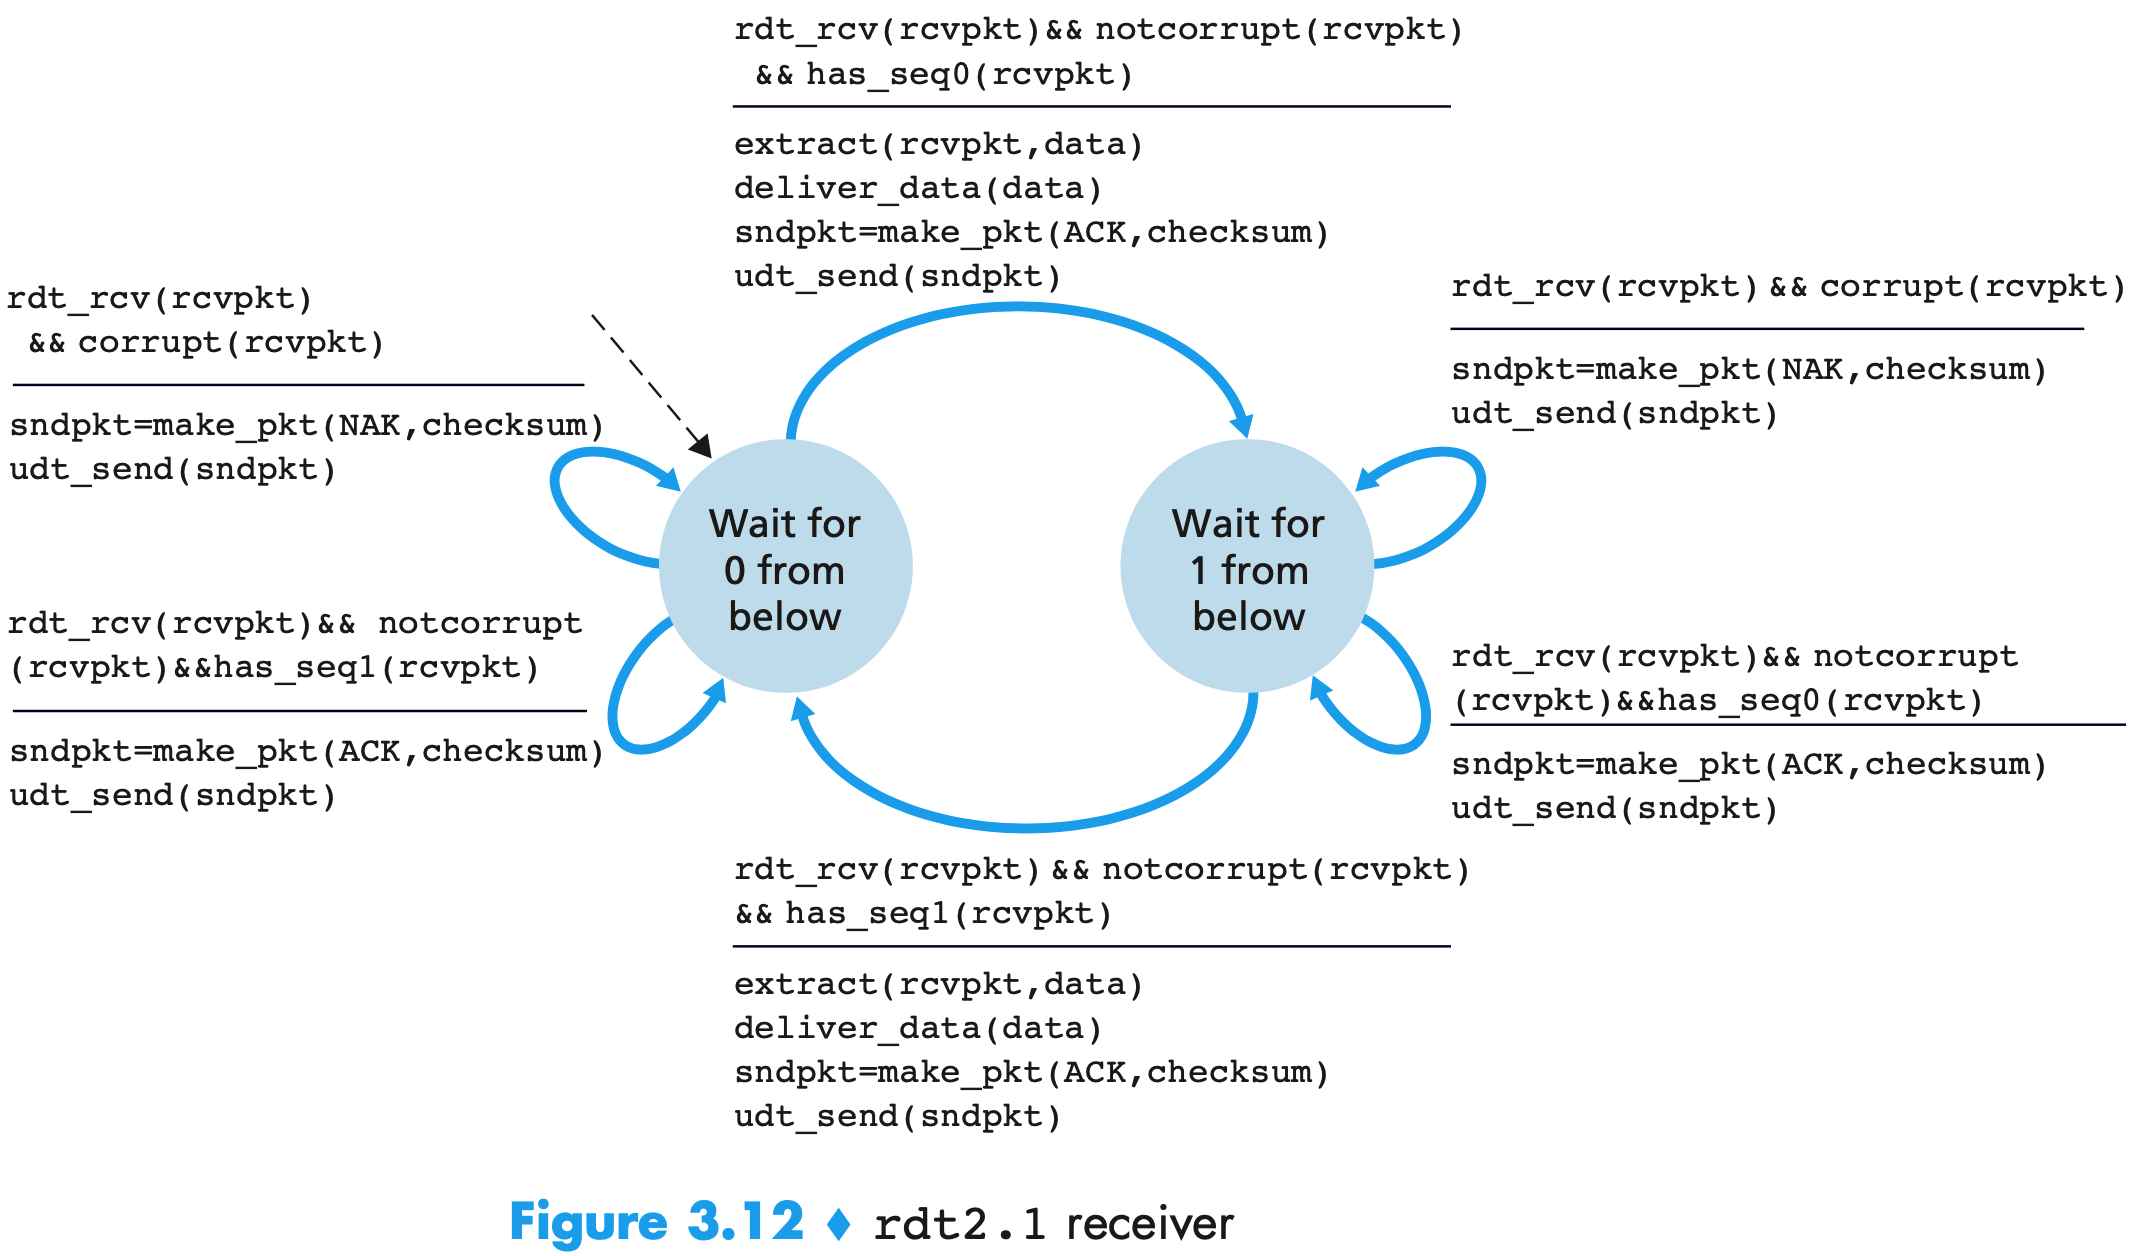 rdt_rcv(rcvpkt)&& notcorrupt(rcvpkt)
&& has_seq0(rcvpkt)
extract(rcvpkt,data)
deliver_data(data)
sndpkt=make_pkt(ACK,checksum)
udt_send(sndpkt)
rdt_rcv(rcvpkt)
&& corrupt(rcvpkt)
sndpkt=make_pkt(NAK,checksum)
udt_send(sndpkt)
rdt_rcv(rcvpkt) && corrupt(rcvpkt)
sndpkt=make_pkt(NAK,checksum)
udt_send(sndpkt)
Wait for
0 from
below
Wait for
1 from
below
rdt_rcv(rcvpkt)&& notcorrupt
(rcvpkt)&&has_seq1(rcvpkt)
sndpkt=make_pkt(ACK,checksum)
udt_send(sndpkt)
rdt_rcv(rcvpkt)&& notcorrupt
(rcvpkt)&&has_seq0(rcvpkt)
sndpkt=make_pkt(ACK,checksum)
udt_send(sndpkt)
rdt_rcv(rcvpkt) && notcorrupt(rcvpkt)
&& has_seq1(rcvpkt)
extract(rcvpkt,data)
deliver_data(data)
sndpkt=make_pkt(ACK,checksum)
udt_send(sndpkt)
Figure 3.12 ♦ rdt2.1 receiver